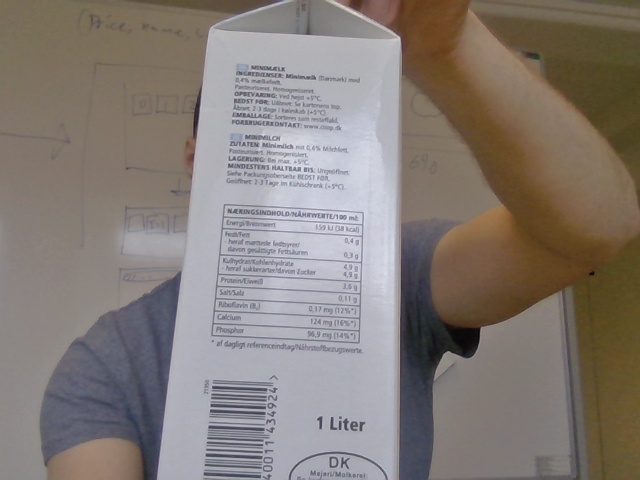 MINIMÆLK
INGREDIENSER: Minimælk (Danmark) med
0,4% mælkefedt.
Pasteuriseret. Homogeniseret.
OPBEVARING: Ved højst +5°C.
BEDST FØR: Uåbnet: Se kartonens top.
Åbnet: 2-3 dage i køleskab (+5°C).
EMBALLAGE: Sorteres som restaffald.
FORBRUGERKONTAKT: www.coop.dk
MINIMILCH
ZUTATEN: Minimilch mit 0,4% Milchfett.
Pasteurisiert. Homogenisiert.
LAGERUNG: Bei max. +5°C.
MINDESTENS HALTBAR BIS: Ungeöffnet:
Siehe Packungsoberseite BEDST FØR.
Geöffnet: 2-3 Tage im Kühlschrank (+5°C).
NÆRINGSINDHOLD/NÄHRWERTE/100 ml:
Energi/Brennwert 159 kJ (38 kcal)
Fedt/Fett 0,4 g
heraf mættede fedtsyrer/
davon gesättigte Fettsäuren 0,3 g
Kulhydrat/Kohlenhydrate 4,9 g
heraf sukkerarter/davon Zucker 4,9 g
Protein/Eiweiß 3,6 g
Salt/Salz 0,11 g
Riboflavin (B₂) 0,17 mg (12%*)
Calcium 124 mg (16%*)
Phosphor 96,9 mg (14%*)
* af dagligt referenceindtag/Nährstoffbezugswerte.
40011 434924 >
1 Liter
DK
Mejeri/Molkerei